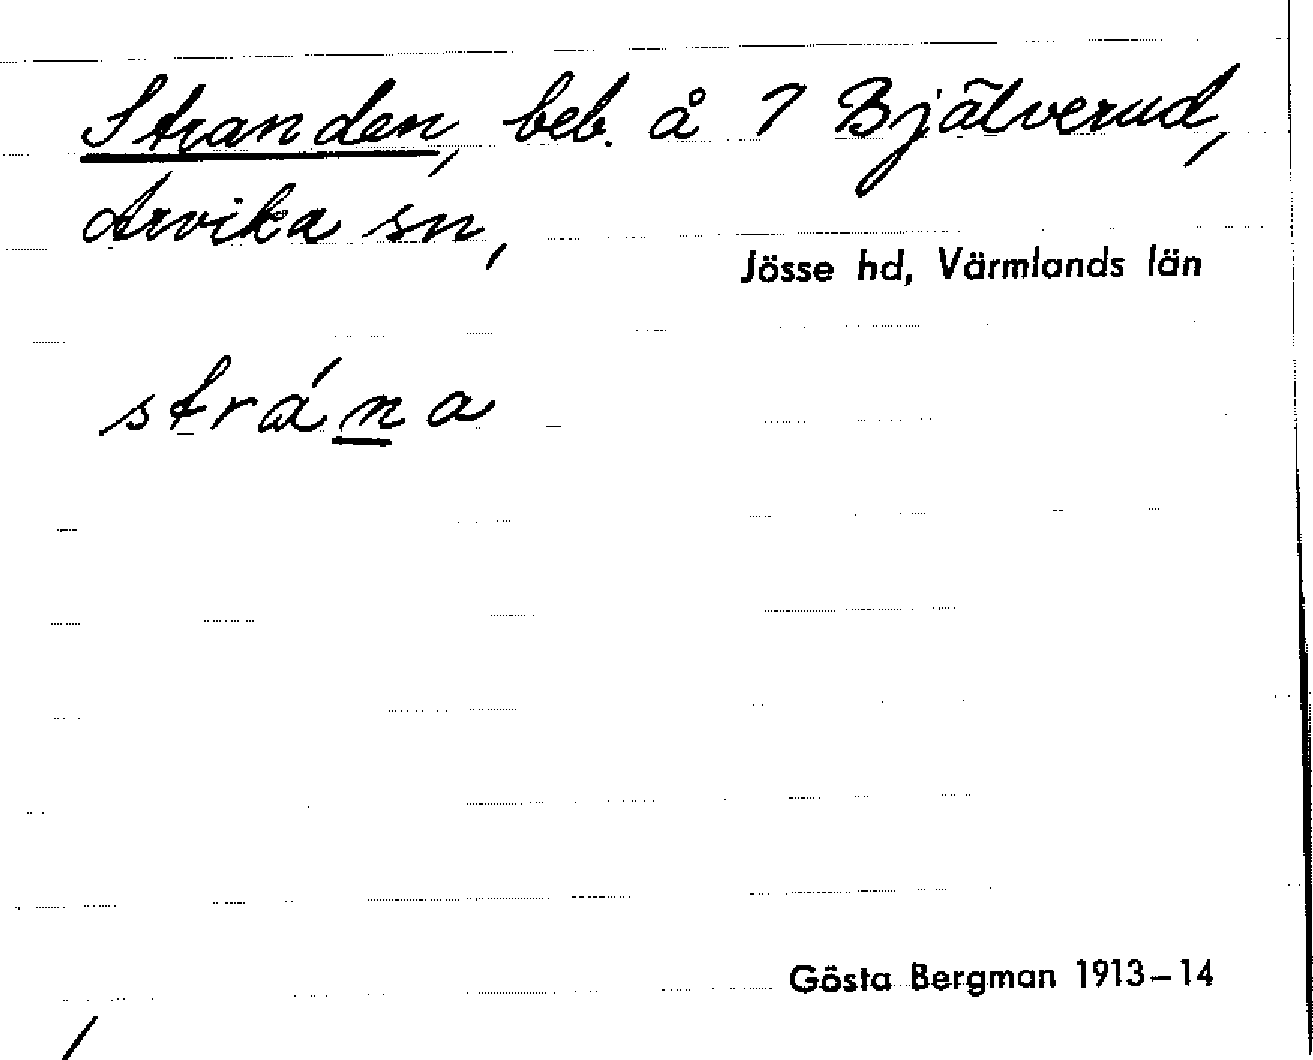 Stranden, beb. å 7 Bjälverud,
Arvika sn,
Jösse hd, Värmlands län
strána
Gösta Bergman 1913–14